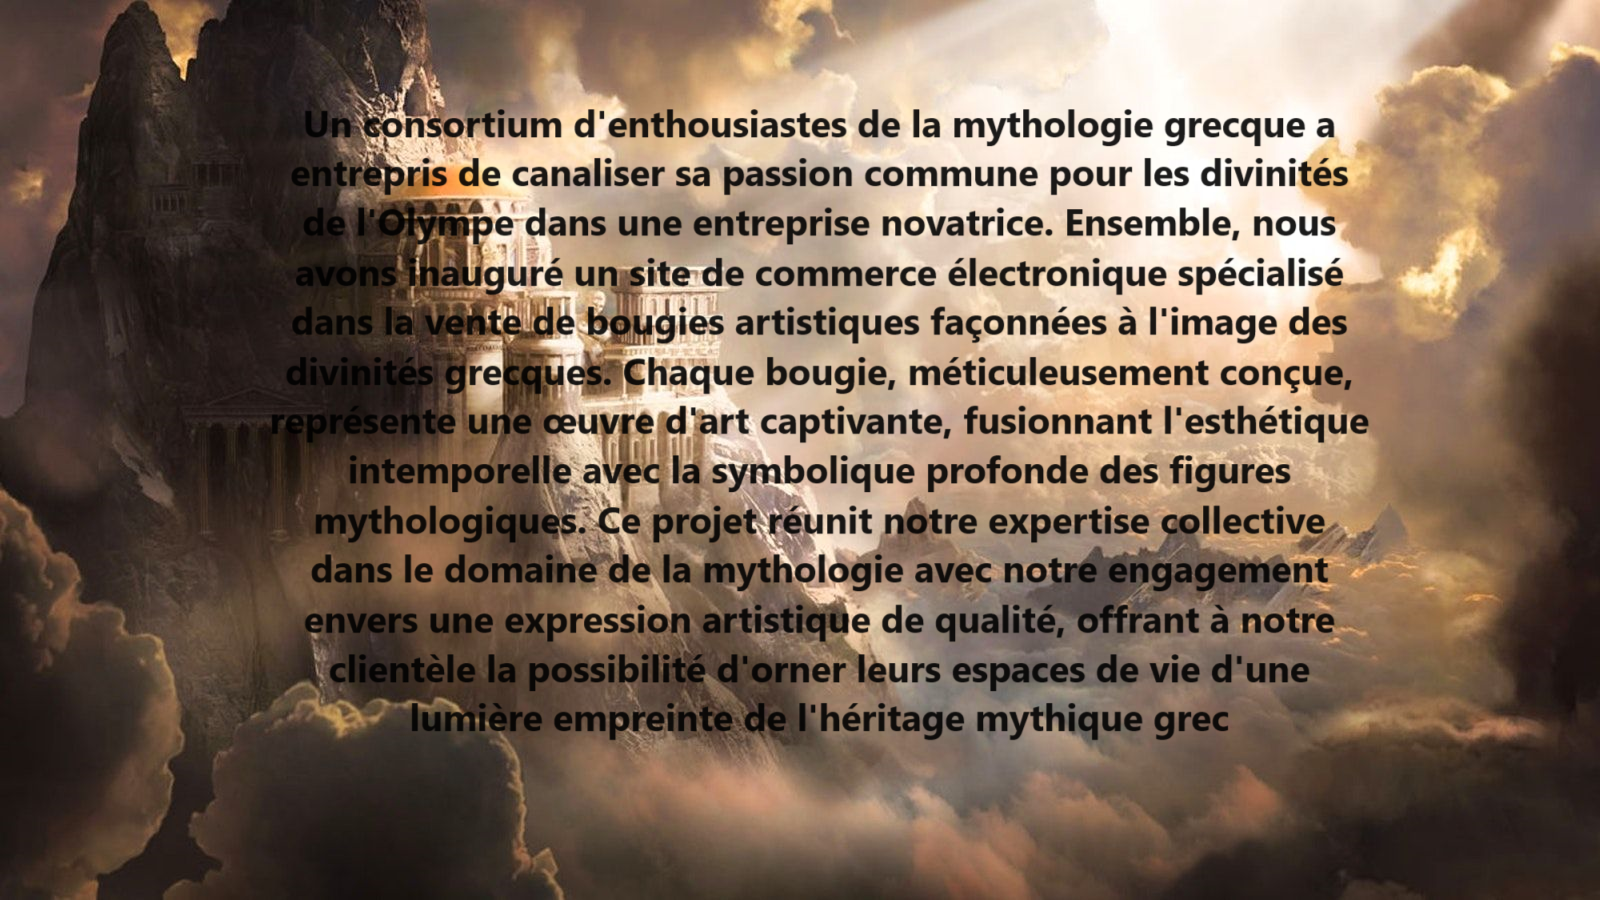 Un consortium d'enthousiastes de la mythologie grecque a
entrepris de canaliser sa passion commune pour les divinités
de l'Olympe dans une entreprise novatrice. Ensemble, nous
avons inauguré un site de commerce électronique spécialisé
dans la vente de bougies artistiques façonnées à l'image des
divinités grecques. Chaque bougie, méticuleusement conçue,
représente une œuvre d'art captivante, fusionnant l'esthétique
intemporelle avec la symbolique profonde des figures
mythologiques. Ce projet réunit notre expertise collective
dans le domaine de la mythologie avec notre engagement
envers une expression artistique de qualité, offrant à notre
clientèle la possibilité d'orner leurs espaces de vie d'une
lumière empreinte de l'héritage mythique grec